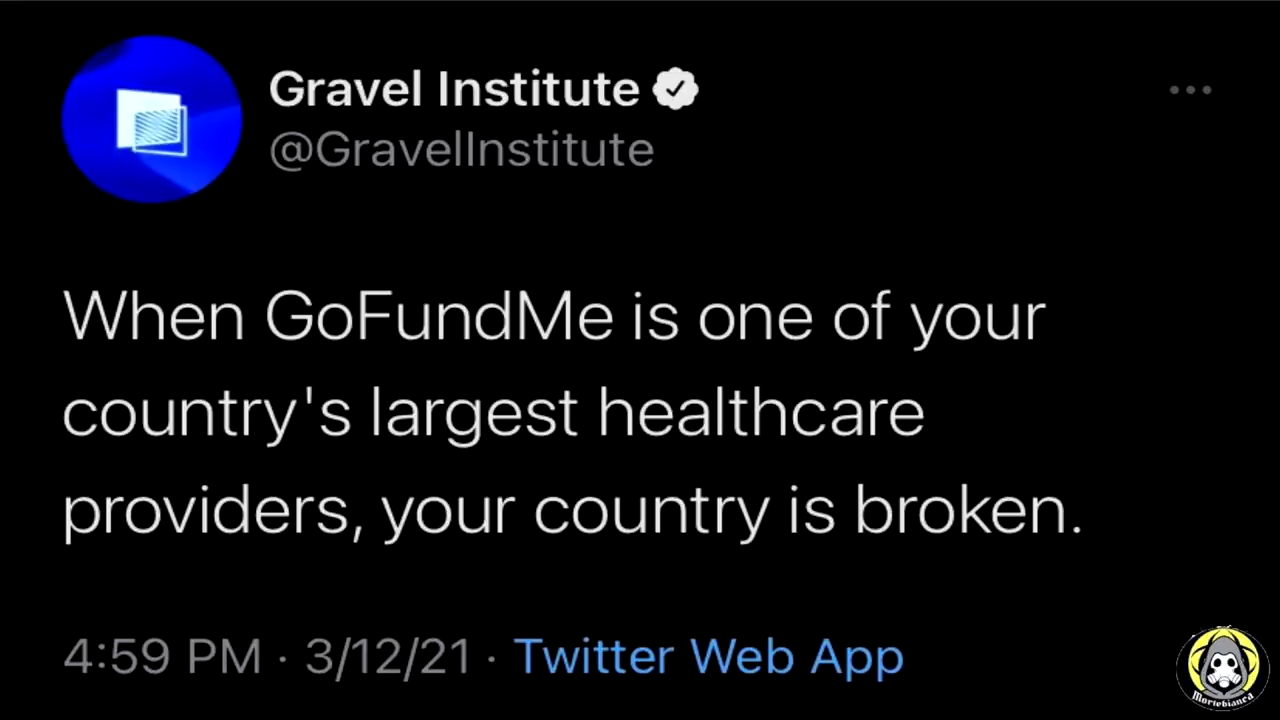 Gravel Institute
@GravelInstitute
When GoFundMe is one of your
country's largest healthcare
providers, your country is broken.
4:59 PM · 3/12/21 · Twitter Web App
Mortebianca